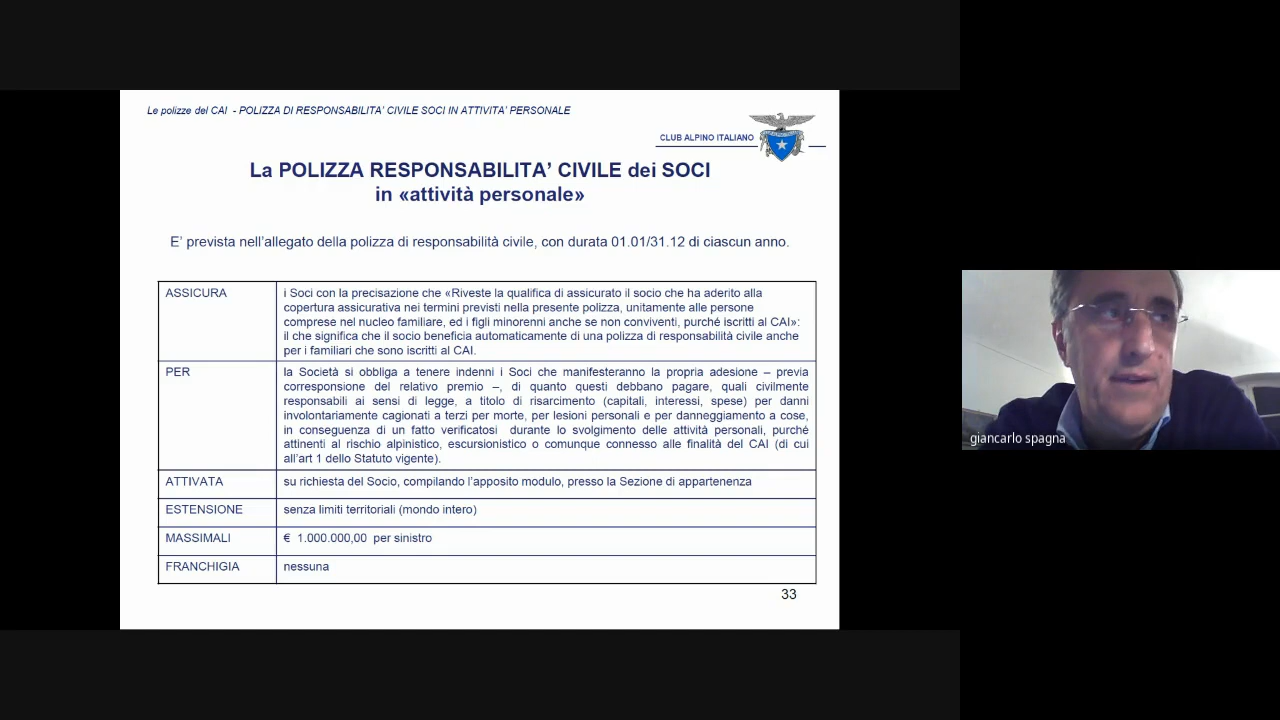 Le polizze del CAI - POLIZZA DI RESPONSABILITA' CIVILE SOCI IN ATTIVITA' PERSONALE
CLUB ALPINO ITALIANO
La POLIZZA RESPONSABILITA' CIVILE dei SOCI
in «attività personale»
E' prevista nell'allegato della polizza di responsabilità civile, con durata 01.01/31.12 di ciascun anno.
ASSICURA
i Soci con la precisazione che «Riveste la qualifica di assicurato il socio che ha aderito alla
copertura assicurativa nei termini previsti nella presente polizza, unitamente alle persone
comprese nel nucleo familiare, ed i figli minorenni anche se non conviventi, purché iscritti al CAI»:
il che significa che il socio beneficia automaticamente di una polizza di responsabilità civile anche
per i familiari che sono iscritti al CAI.
PER
la Società si obbliga a tenere indenni i Soci che manifesteranno la propria adesione – previa
corresponsione del relativo premio –, di quanto questi debbano pagare, quali civilmente
responsabili ai sensi di legge, a titolo di risarcimento (capitali, interessi, spese) per danni
involontariamente cagionati a terzi per morte, per lesioni personali e per danneggiamento a cose,
in conseguenza di un fatto verificatosi durante lo svolgimento delle attività personali, purché
attinenti al rischio alpinistico, escursionistico o comunque connesso alle finalità del CAI (di cui
all'art 1 dello Statuto vigente).
ATTIVATA
su richiesta del Socio, compilando l'apposito modulo, presso la Sezione di appartenenza
ESTENSIONE
senza limiti territoriali (mondo intero)
MASSIMALI
€ 1.000.000,00 per sinistro
FRANCHIGIA
nessuna
33
giancarlo spagna